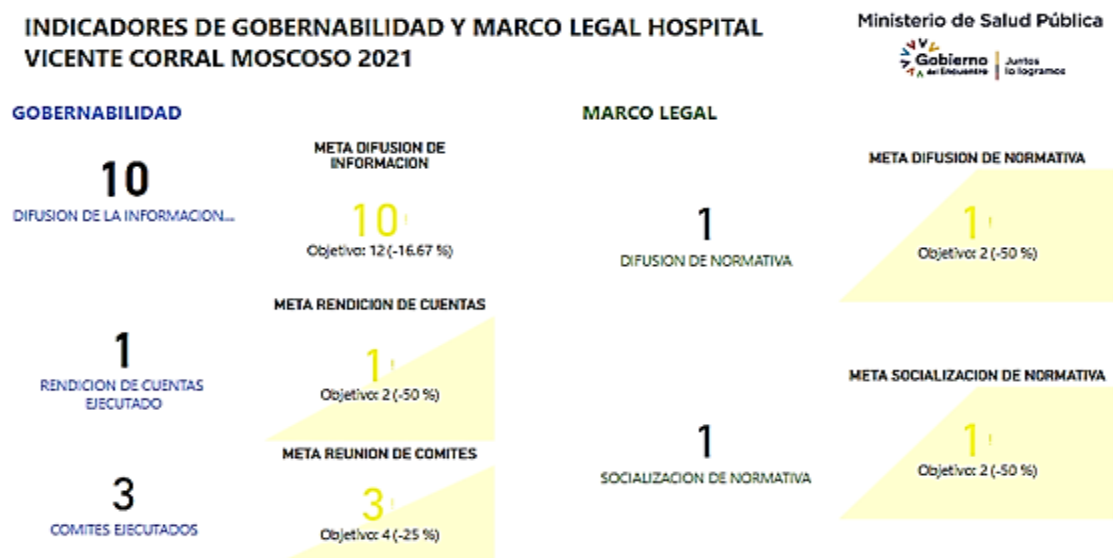 INDICADORES DE GOBERNABILIDAD Y MARCO LEGAL HOSPITAL
VICENTE CORRAL MOSCOSO 2021
Ministerio de Salud Pública
Gobierno
del Encuentro
Juntos
lo logramos
GOBERNABILIDAD
10
DIFUSION DE LA INFORMACION...
META DIFUSION DE
INFORMACION
10!
Objetivo: 12 (-16.67 %)
1
RENDICION DE CUENTAS
EJECUTADO
META RENDICION DE CUENTAS
1!
Objetivo: 2 (-50 %)
3
COMITES EJECUTADOS
META REUNION DE COMITES
3!
Objetivo: 4 (-25 %)
MARCO LEGAL
1
DIFUSION DE NORMATIVA
META DIFUSION DE NORMATIVA
1!
Objetivo: 2 (-50 %)
1
SOCIALIZACION DE NORMATIVA
META SOCIALIZACION DE NORMATIVA
1!
Objetivo: 2 (-50 %)